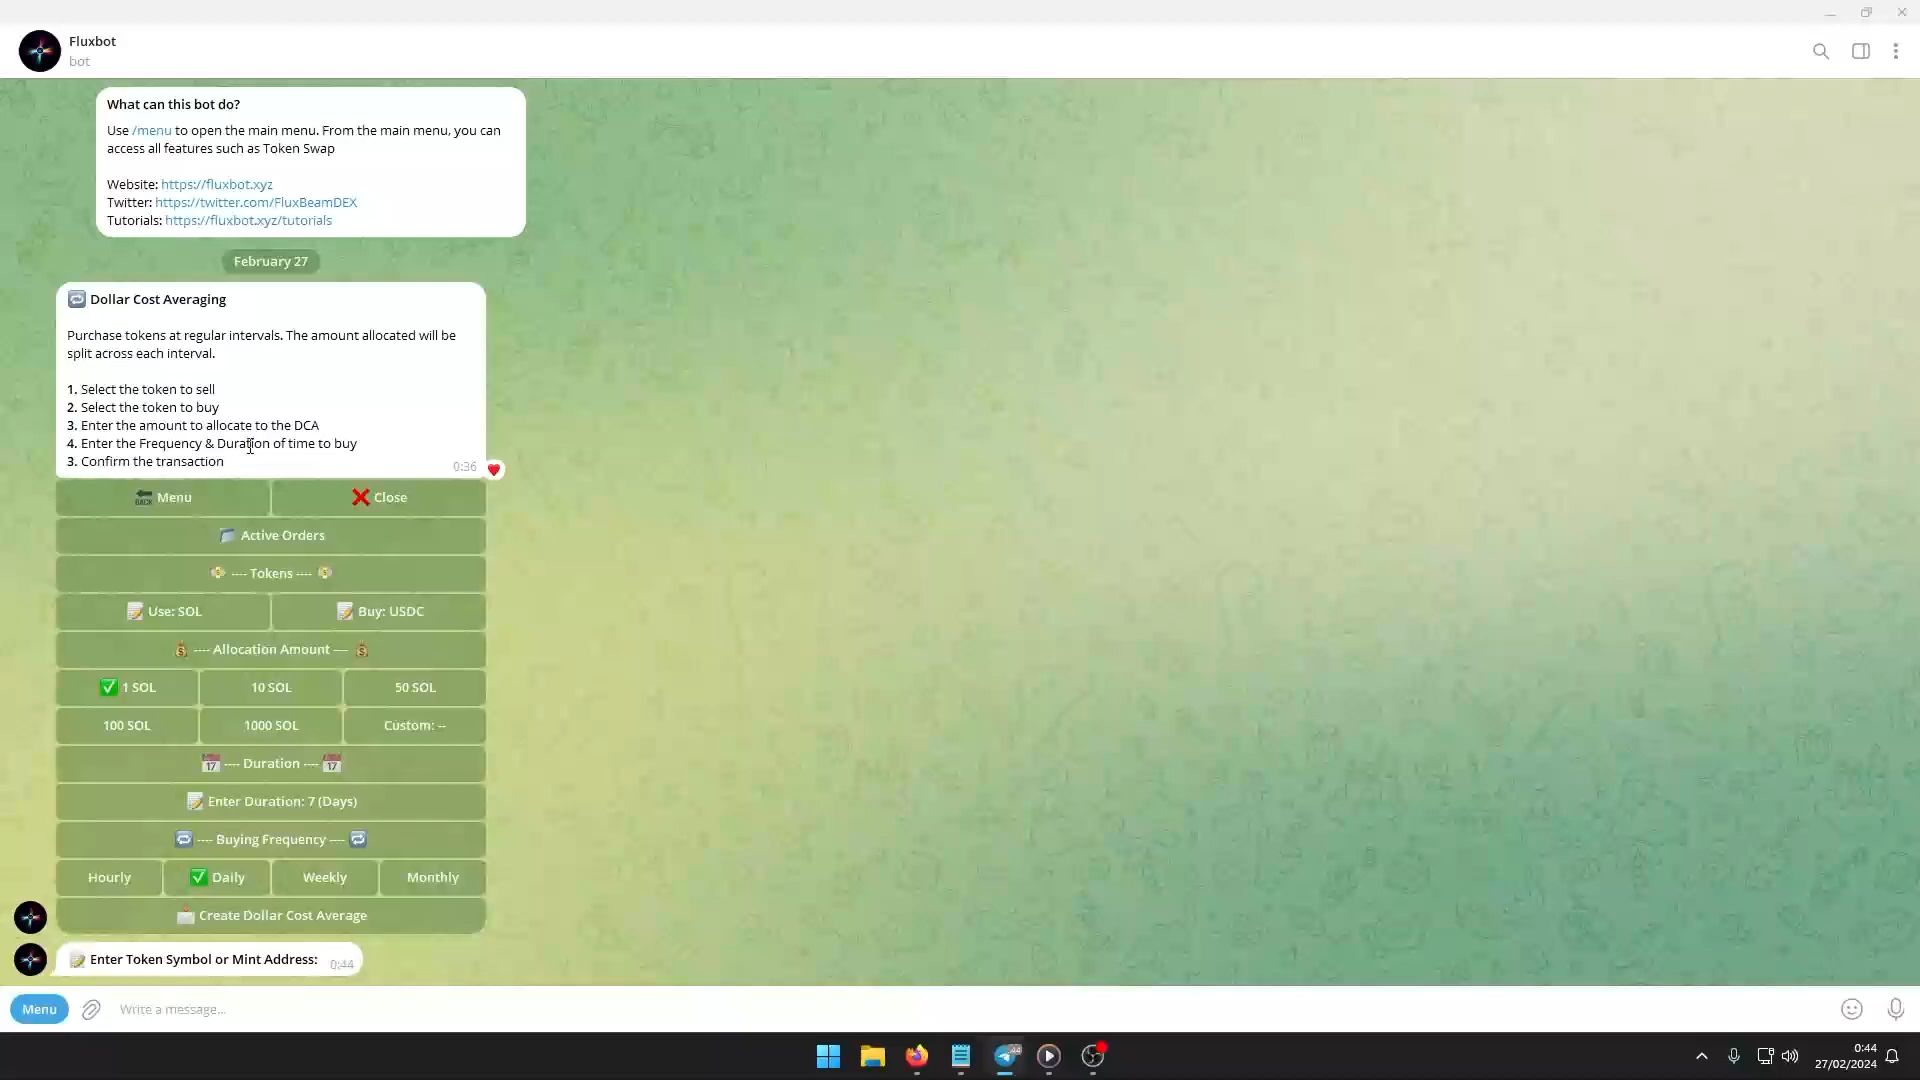 Fluxbot
bot
What can this bot do?
Use /menu to open the main menu. From the main menu, you can
access all features such as Token Swap
Website: https://fluxbot.xyz
Twitter: https://twitter.com/FluxBeamDEX
Tutorials: https://fluxbot.xyz/tutorials
February 27
Dollar Cost Averaging
Purchase tokens at regular intervals. The amount allocated will be
split across each interval.
1. Select the token to sell
2. Select the token to buy
3. Enter the amount to allocate to the DCA
4. Enter the Frequency & Duration of time to buy
3. Confirm the transaction
0:36
BACK Menu
Close
Active Orders
---- Tokens ----
Use: SOL
Buy: USDC
---- Allocation Amount ----
1 SOL
10 SOL
50 SOL
100 SOL
1000 SOL
Custom: --
17 ---- Duration ---- 17
Enter Duration: 7 (Days)
---- Buying Frequency ----
Hourly
Daily
Weekly
Monthly
Create Dollar Cost Average
Enter Token Symbol or Mint Address:
0:44
Menu
Write a message...
44
0:44
27/02/2024